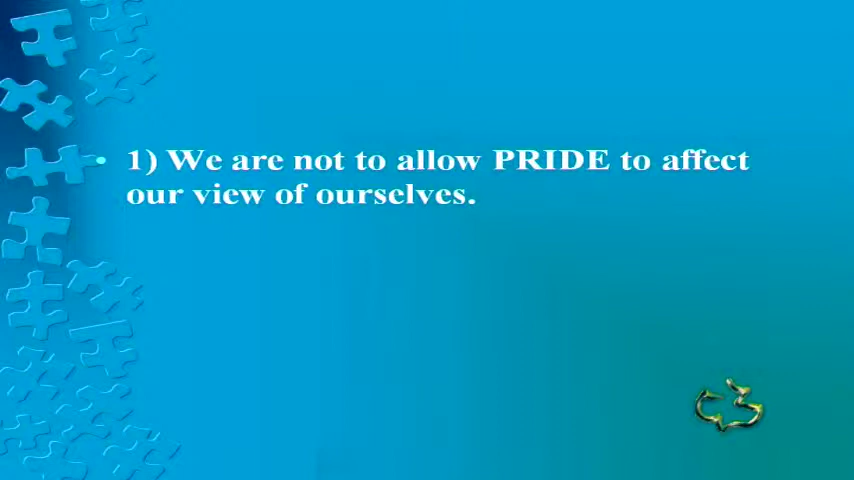 • 1) We are not to allow PRIDE to affect
our view of ourselves.